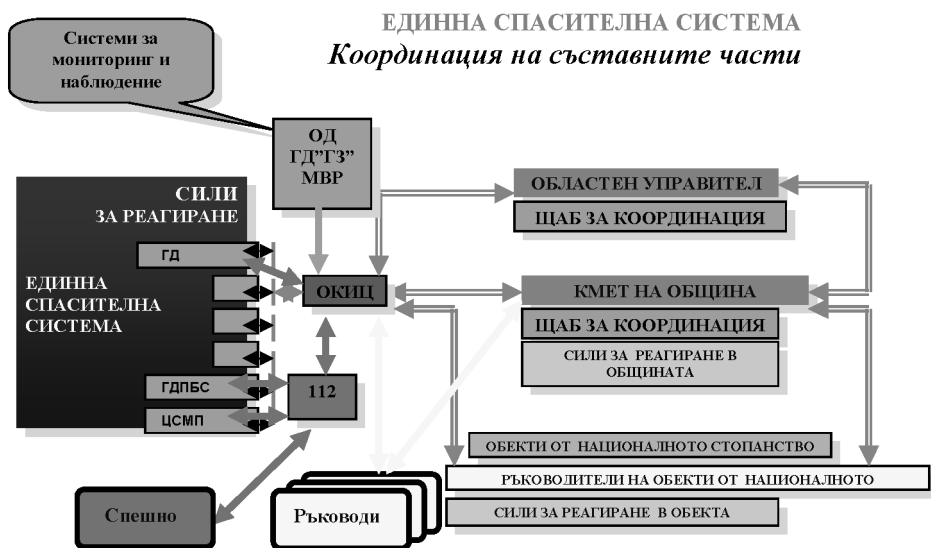 ЕДИННА СПАСИТЕЛНА СИСТЕМА
Координация на съставните части
Системи за
мониторинг и
наблюдение
ОД
ГД"ГЗ"
МВР
СИЛИ
ЗА РЕАГИРАНЕ
ГД
ЕДИННА
СПАСИТЕЛНА
СИСТЕМА
ГДПБС
ЦСМП
ОКИЦ
112
ОБЛАСТЕН УПРАВИТЕЛ
ЩАБ ЗА КООРДИНАЦИЯ
КМЕТ НА ОБЩИНА
ЩАБ ЗА КООРДИНАЦИЯ
СИЛИ ЗА РЕАГИРАНЕ В
ОБЩИНАТА
ОБЕКТИ ОТ НАЦИОНАЛНОТО СТОПАНСТВО
РЪКОВОДИТЕЛИ НА ОБЕКТИ ОТ НАЦИОНАЛНОТО
СИЛИ ЗА РЕАГИРАНЕ В ОБЕКТА
Спешно
Ръководи